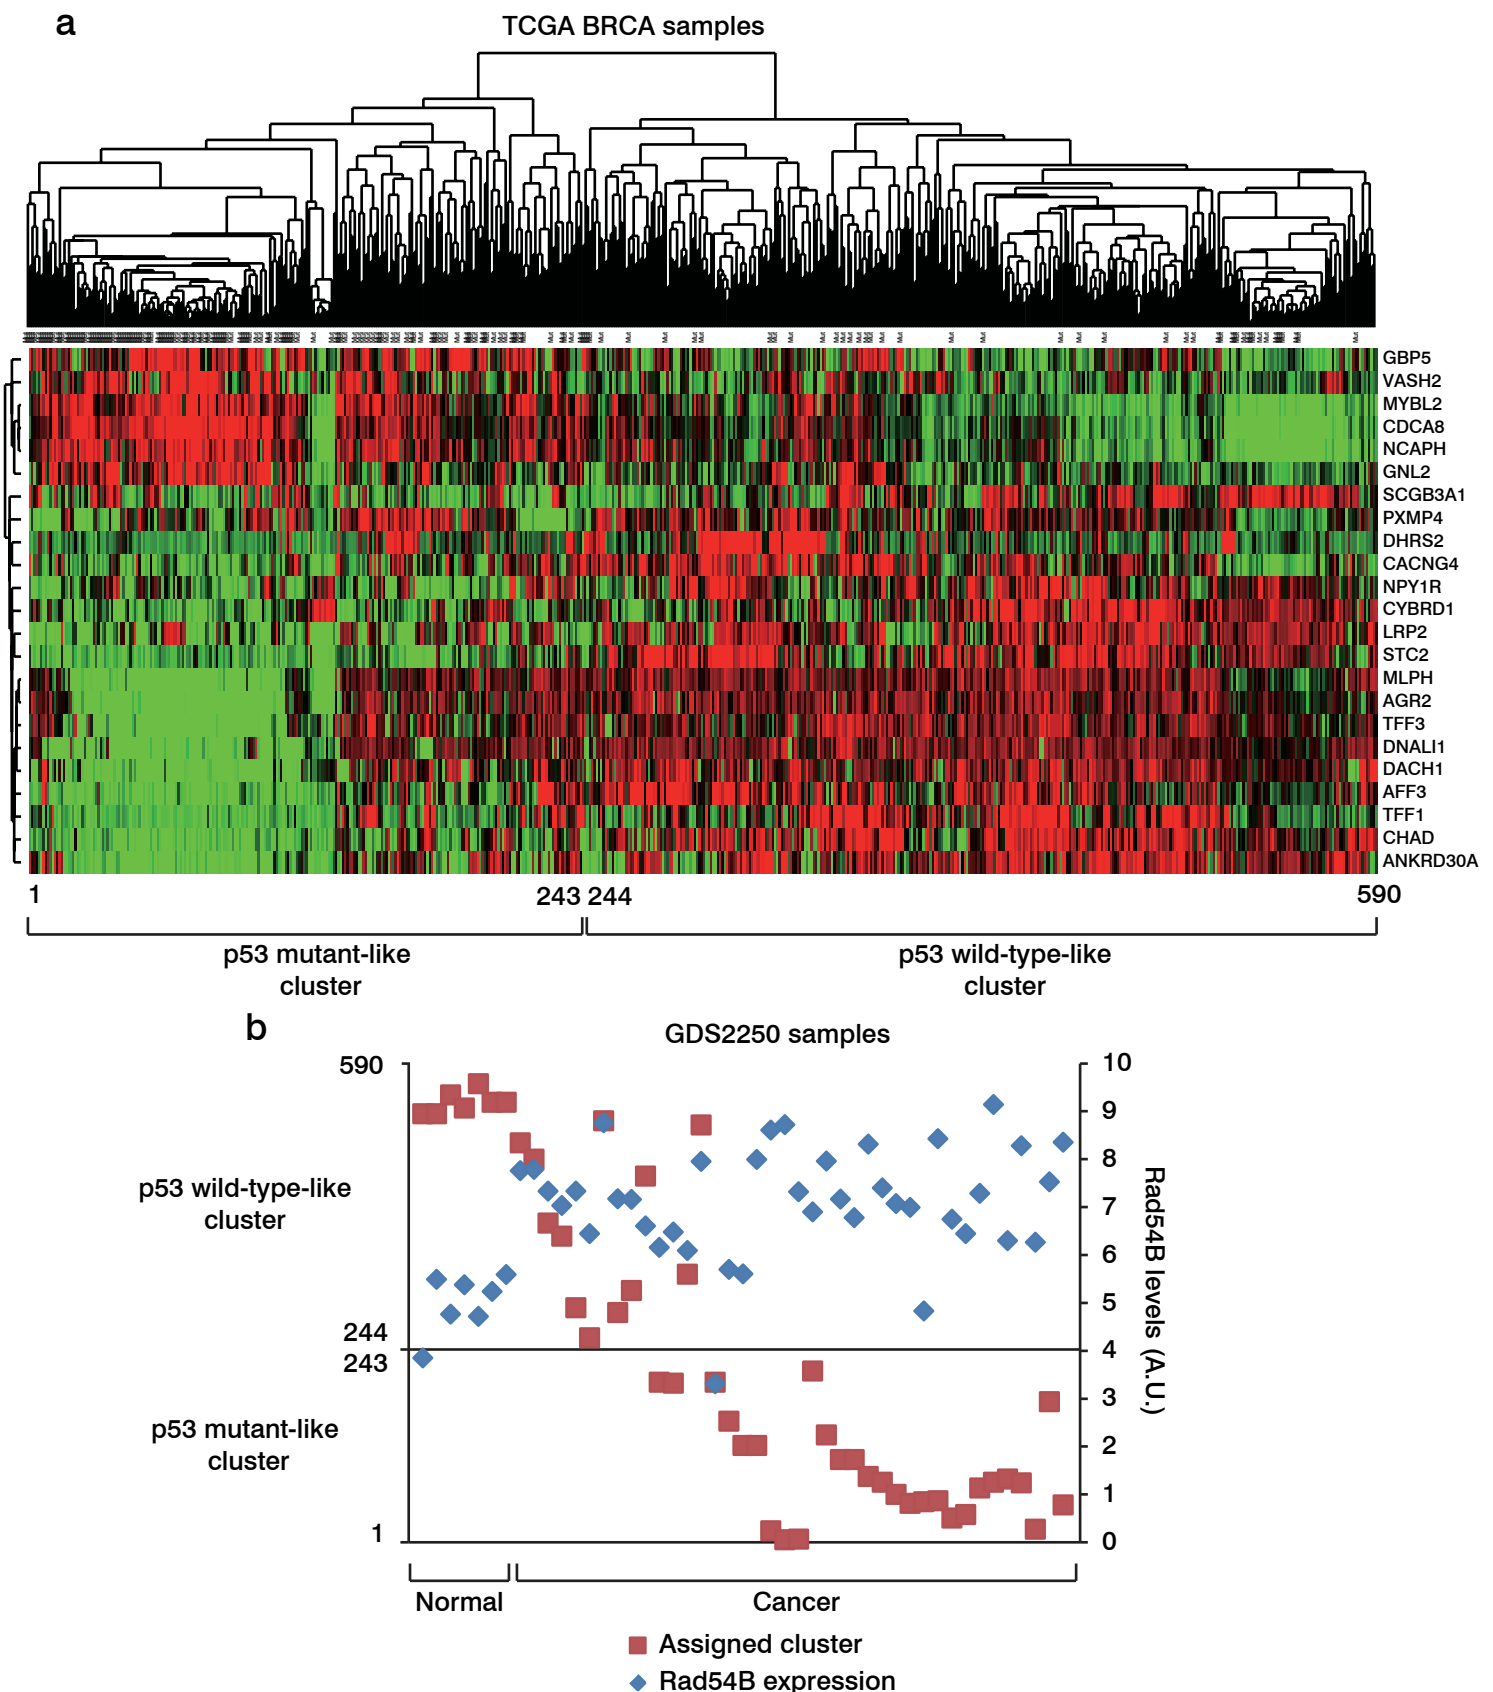 a
TCGA BRCA samples
GBP5
VASH2
MYBL2
CDCA8
NCAPH
GNL2
SCGB3A1
PXMP4
DHRS2
CACNG4
NPY1R
CYBRD1
LRP2
STC2
MLPH
AGR2
TFF3
DNALI1
DACH1
AFF3
TFF1
CHAD
ANKRD30A
1 243 244 590
p53 mutant-like
cluster
p53 wild-type-like
cluster
b
GDS2250 samples
590
244
243
1
p53 wild-type-like
cluster
p53 mutant-like
cluster
10
9
8
7
6
5
4
3
2
1
0
Rad54B levels (A.U.)
Normal Cancer
Assigned cluster
Rad54B expression